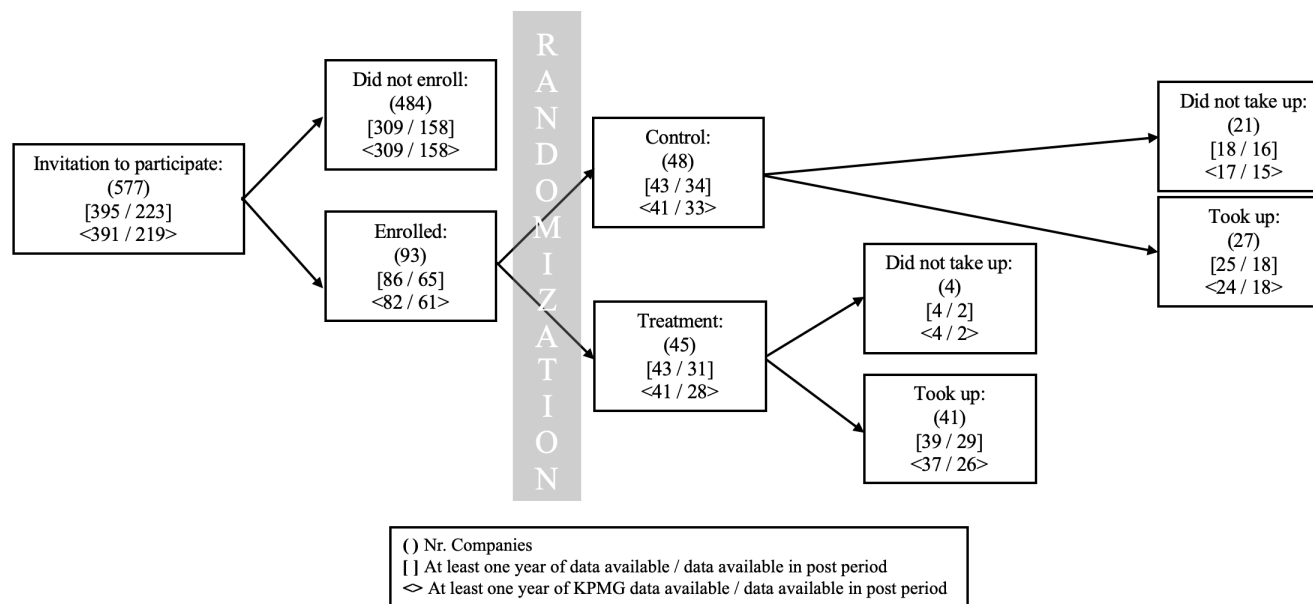 Invitation to participate:
(577)
[395 / 223]
<391 / 219>
Did not enroll:
(484)
[309 / 158]
<309 / 158>
Enrolled:
(93)
[86 / 65]
<82 / 61>
RANDOMIZATION
Control:
(48)
[43 / 34]
<41 / 33>
Treatment:
(45)
[43 / 31]
<41 / 28>
Did not take up:
(4)
[4 / 2]
<4 / 2>
Took up:
(41)
[39 / 29]
<37 / 26>
Did not take up:
(21)
[18 / 16]
<17 / 15>
Took up:
(27)
[25 / 18]
<24 / 18>
() Nr. Companies
[ ] At least one year of data available / data available in post period
<> At least one year of KPMG data available / data available in post period